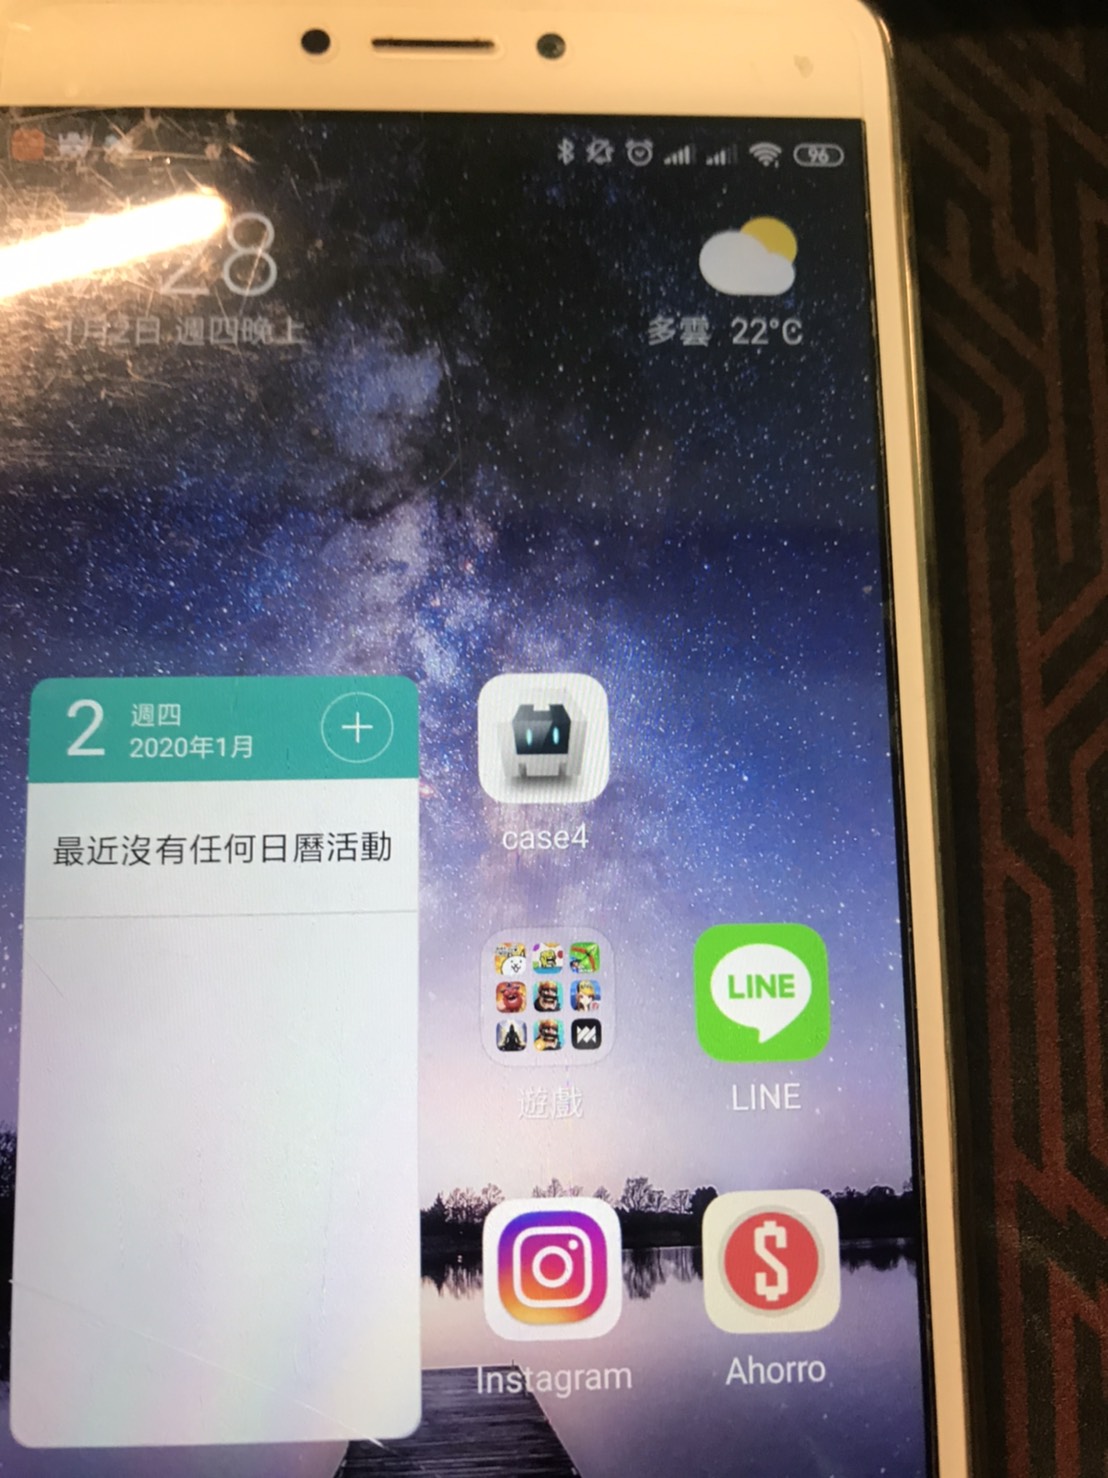 96
28
1月2日 週四晚上
多雲 22°C
2
週四
2020年1月
最近沒有任何日曆活動
case4
LINE
遊戲
LINE
Instagram
Ahorro